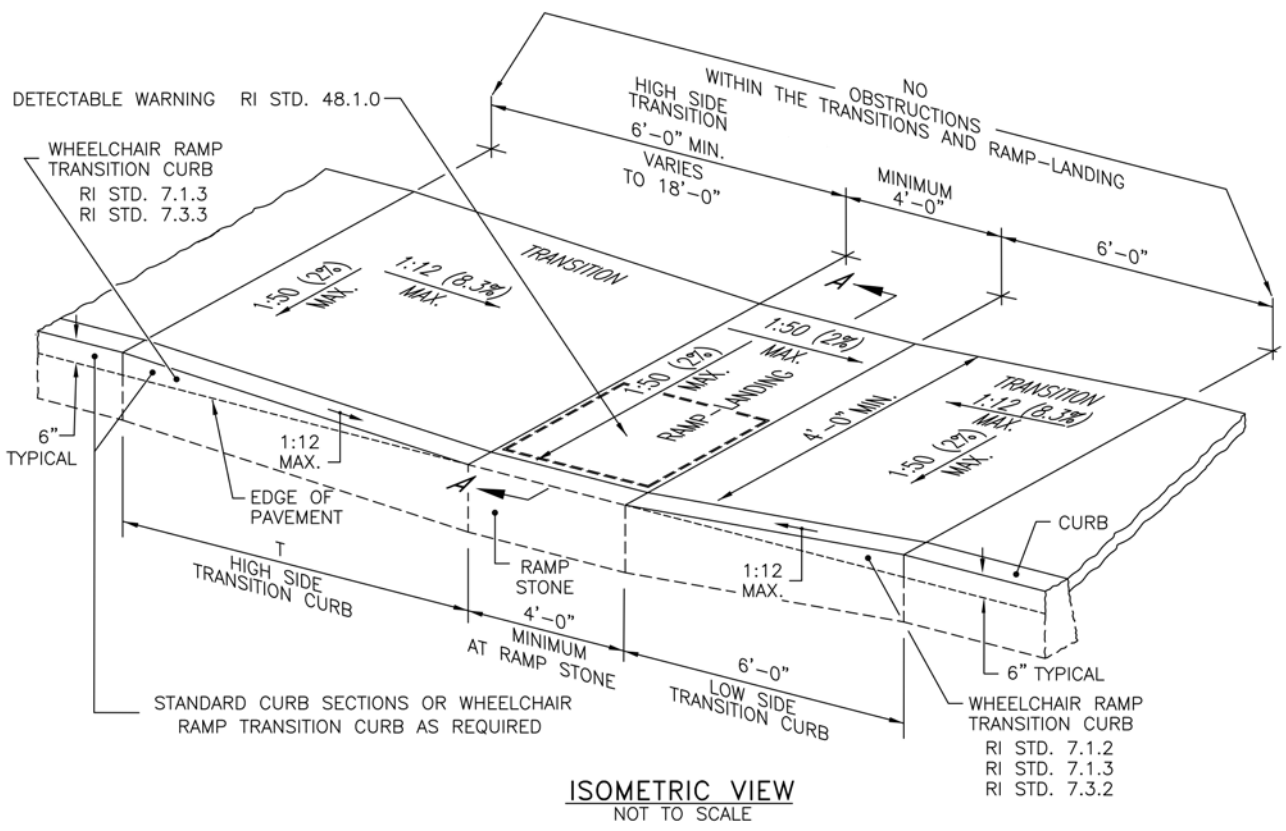 NO
OBSTRUCTIONS
WITHIN THE TRANSITIONS AND RAMP-LANDING
HIGH SIDE
TRANSITION
6'-0" MIN.
VARIES
TO 18'-0"
MINIMUM
4'-0"
6'-0"
DETECTABLE WARNING RI STD. 48.1.0
WHEELCHAIR RAMP
TRANSITION CURB
RI STD. 7.1.3
RI STD. 7.3.3
TRANSITION
1:50 (2%)
MAX.
1:12 (8.3%)
MAX.
A
1:50 (2%)
MAX.
1:50 (2%)
MAX.
RAMP-LANDING
4'-0" MIN.
TRANSITION
1:12 (8.3%)
MAX.
1:50 (2%)
MAX.
6"
TYPICAL
1:12
MAX.
EDGE OF
PAVEMENT
A
RAMP
STONE
1:12
MAX.
CURB
6" TYPICAL
T
HIGH SIDE
TRANSITION CURB
4'-0"
MINIMUM
AT RAMP STONE
6'-0"
LOW SIDE
TRANSITION CURB
STANDARD CURB SECTIONS OR WHEELCHAIR
RAMP TRANSITION CURB AS REQUIRED
WHEELCHAIR RAMP
TRANSITION CURB
RI STD. 7.1.2
RI STD. 7.1.3
RI STD. 7.3.2
ISOMETRIC VIEW
NOT TO SCALE